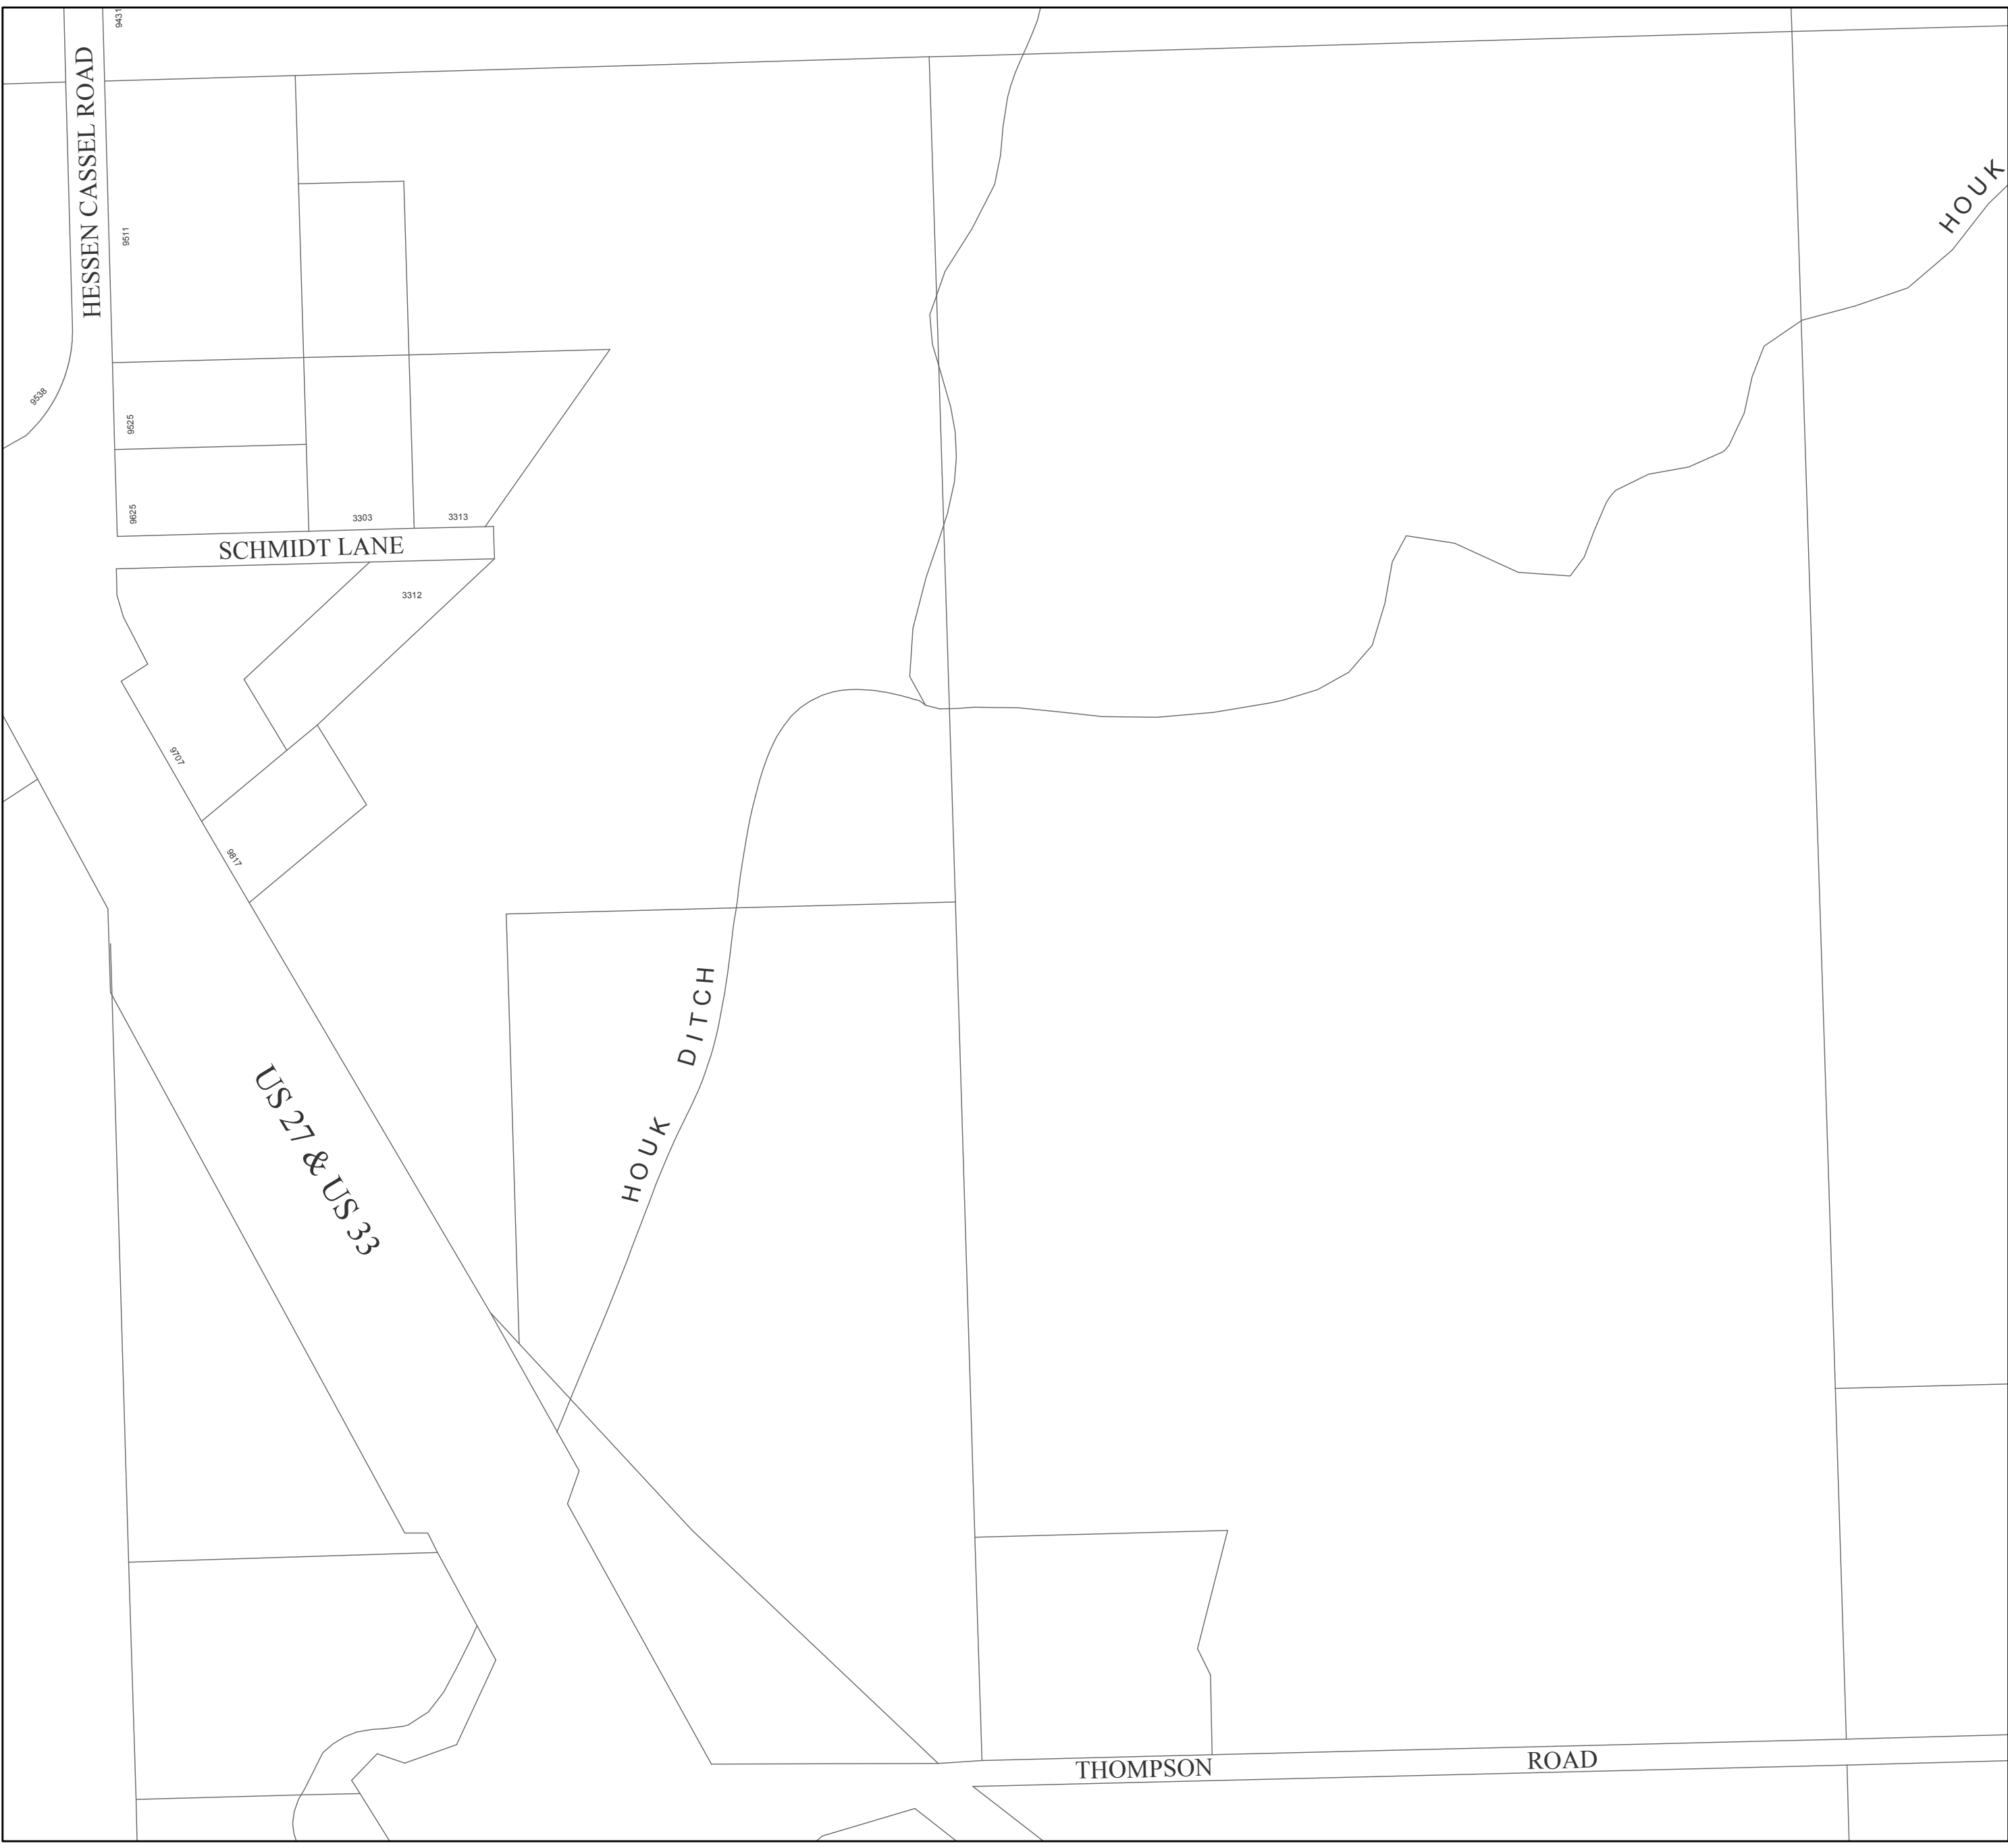 9431
HESSEN CASSEL ROAD
HOUK
9511
9538
9525
9625
3303
3313
SCHMIDT LANE
3312
9707
9817
HOUK DITCH
US 27 & US 33
THOMPSON ROAD